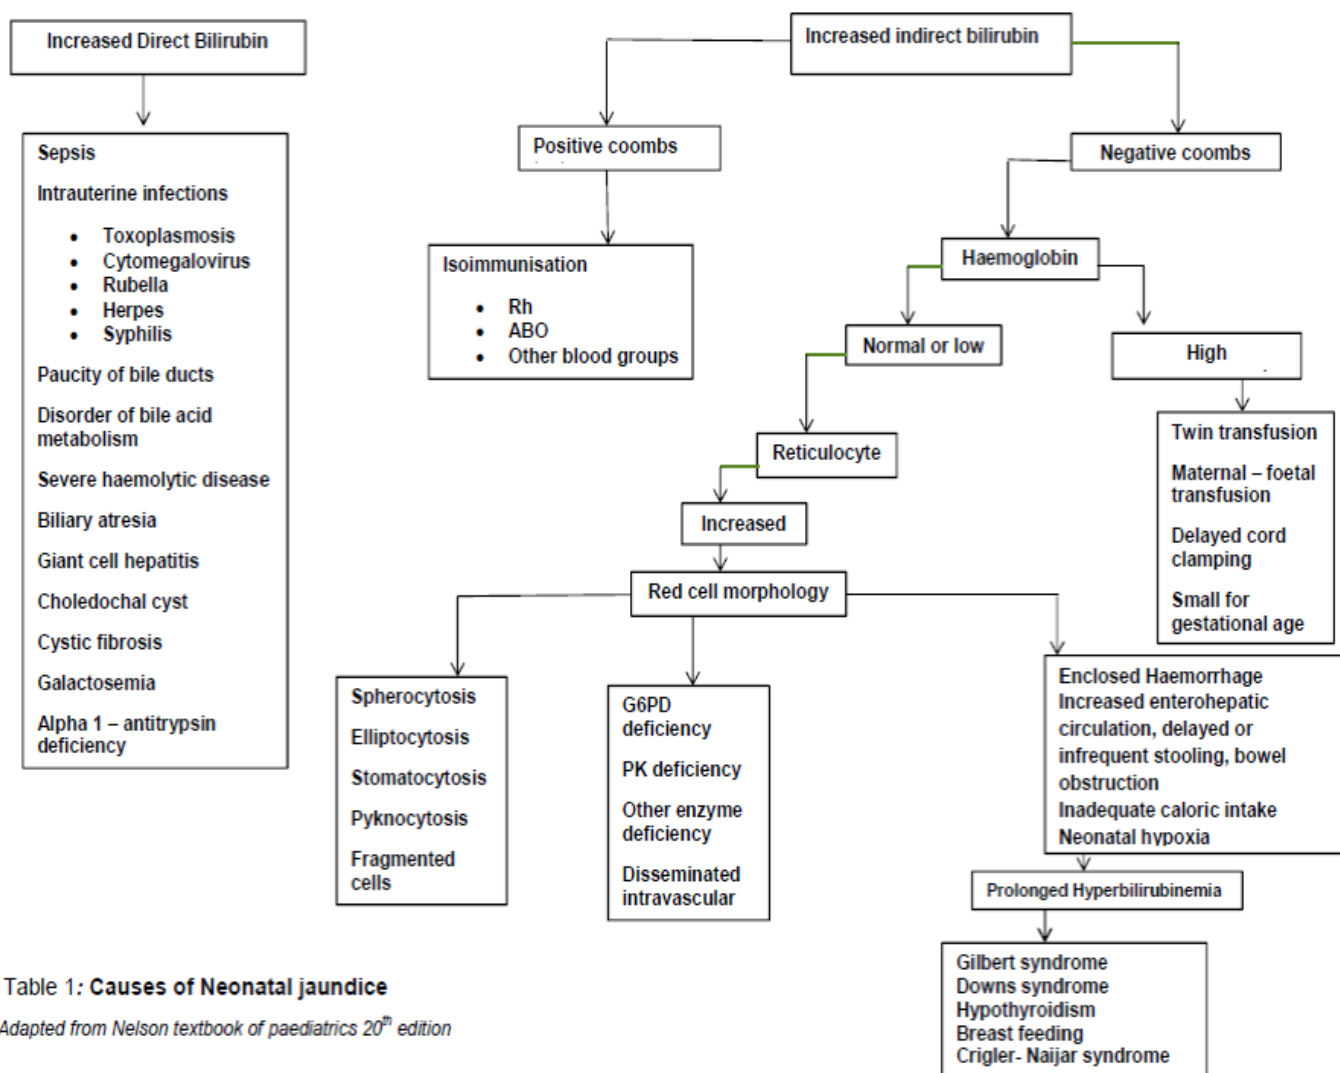 Increased Direct Bilirubin
Sepsis
Intrauterine infections
• Toxoplasmosis
• Cytomegalovirus
• Rubella
• Herpes
• Syphilis
Paucity of bile ducts
Disorder of bile acid
metabolism
Severe haemolytic disease
Biliary atresia
Giant cell hepatitis
Choledochal cyst
Cystic fibrosis
Galactosemia
Alpha 1 – antitrypsin
deficiency
Increased indirect bilirubin
Positive coombs
Isoimmunisation
• Rh
• ABO
• Other blood groups
Negative coombs
Haemoglobin
Normal or low
High
Twin transfusion
Maternal – foetal
transfusion
Delayed cord
clamping
Small for
gestational age
Reticulocyte
Increased
Red cell morphology
Spherocytosis
Elliptocytosis
Stomatocytosis
Pyknocytosis
Fragmented
cells
G6PD
deficiency
PK deficiency
Other enzyme
deficiency
Disseminated
intravascular
Enclosed Haemorrhage
Increased enterohepatic
circulation, delayed or
infrequent stooling, bowel
obstruction
Inadequate caloric intake
Neonatal hypoxia
Prolonged Hyperbilirubinemia
Gilbert syndrome
Downs syndrome
Hypothyroidism
Breast feeding
Crigler- Naijar syndrome
Table 1: Causes of Neonatal jaundice
Adapted from Nelson textbook of paediatrics 20th edition